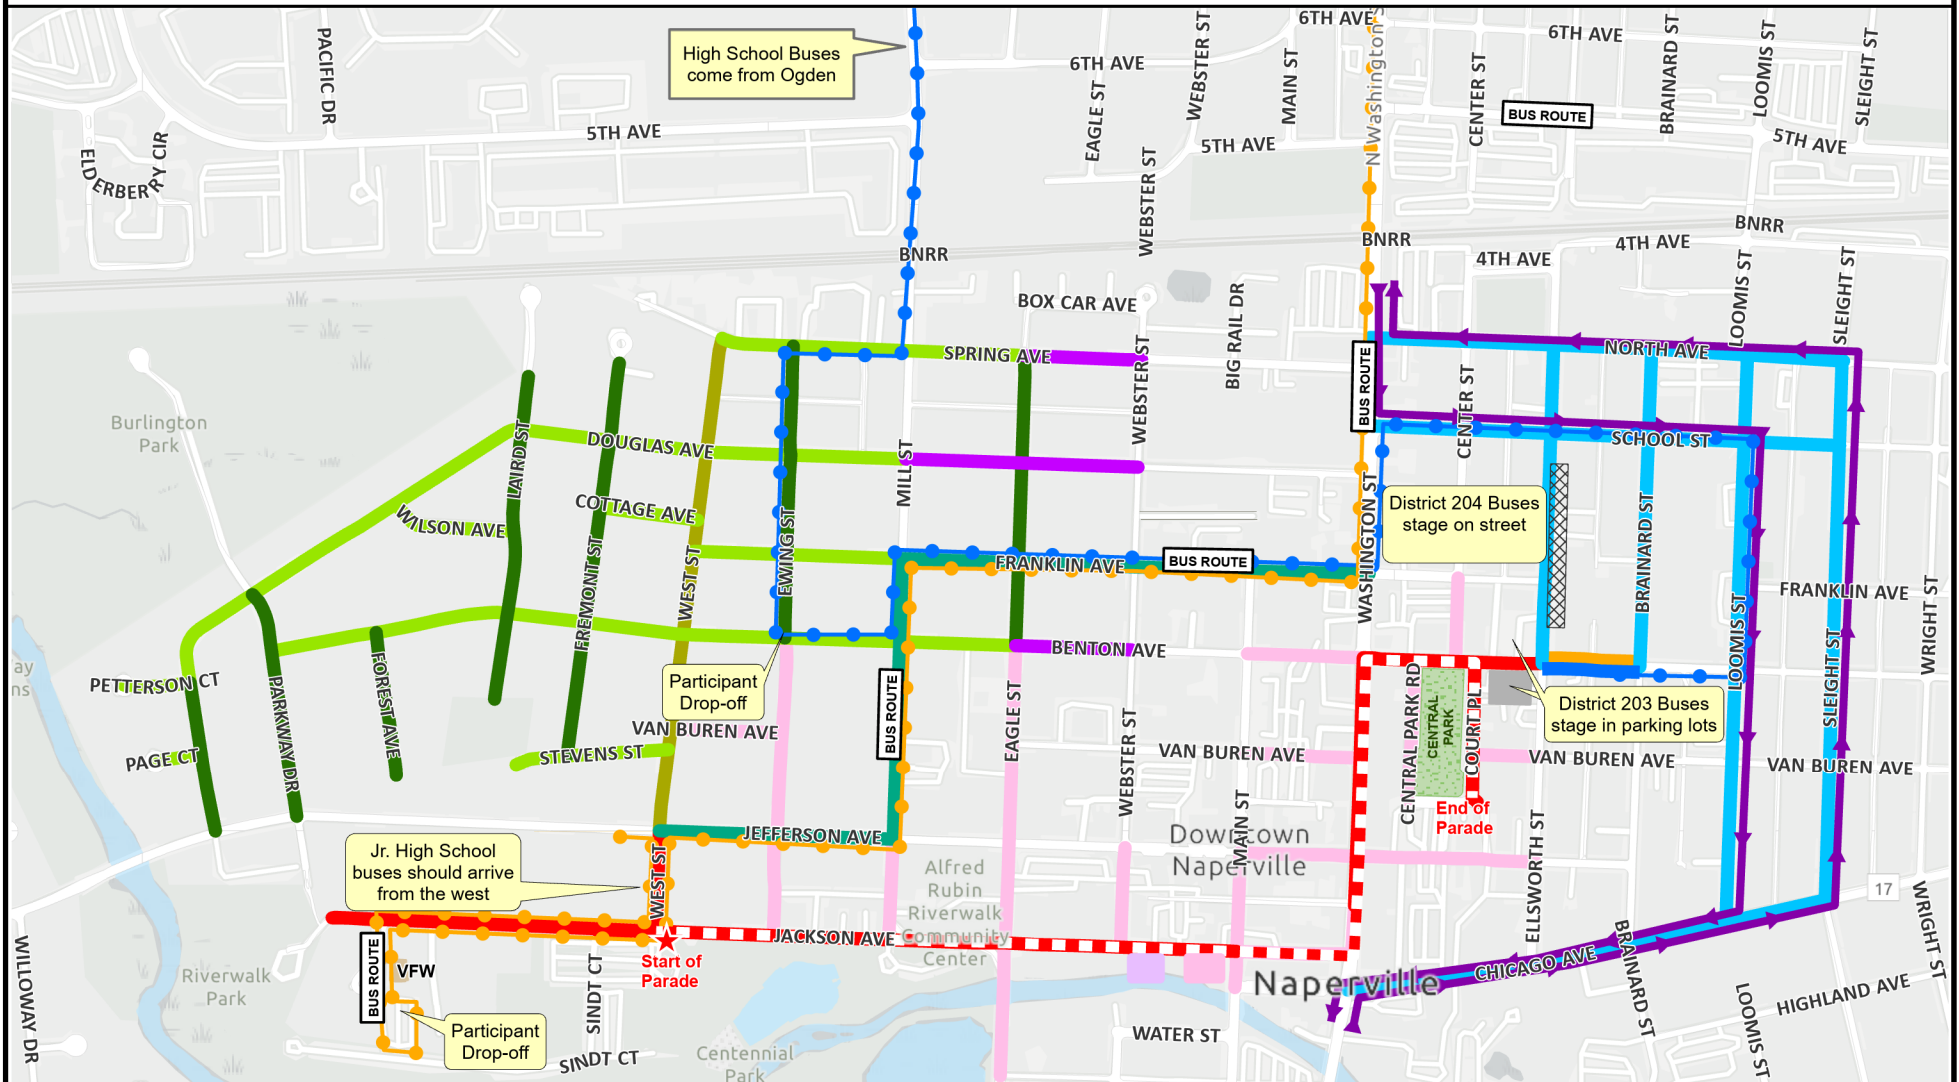 6TH AVE
6TH AVE
PACIFIC DR
High School Buses
come from Ogden
6TH AVE
WEBSTER ST
MAIN ST
N Washington S
CENTER ST
BRAINARD ST
LOOMIS ST
SLEIGHT ST
BUS ROUTE
5TH AVE
EAGLE ST
5TH AVE
5TH AVE
ELDERBERRY CIR
WEBSTER ST
BNRR
BNRR
BNRR
4TH AVE
4TH AVE
LOOMIS ST
SLEIGHT ST
BOX CAR AVE
BIG RAIL DR
WEBSTER ST
SPRING AVE
NORTH AVE
BUS ROUTE
CENTER ST
Burlington
Park
DOUGLAS AVE
LAIRD ST
MILL ST
SCHOOL ST
WILSON AVE
COTTAGE AVE
WASHINGTON ST
District 204 Buses
stage on street
BRAINARD ST
EWING ST
FREMONT ST
WEST ST
FRANKLIN AVE
BUS ROUTE
FRANKLIN AVE
WRIGHT ST
LOOMIS ST
SLEIGHT ST
BENTON AVE
PETTERSON CT
PARKWAY DR
FOREST AVE
Participant
Drop-off
BUS ROUTE
EAGLE ST
WEBSTER ST
CENTRAL PARK RD
CENTRAL
PARK
COURT PL
District 203 Buses
stage in parking lots
VAN BUREN AVE
VAN BUREN AVE
VAN BUREN AVE
VAN BUREN AVE
PAGE CT
STEVENS ST
MAIN ST
End of
Parade
JEFFERSON AVE
Downtown
Naperville
ELLSWORTH ST
Jr. High School
buses should arrive
from the west
WEST ST
Alfred
Rubin
Riverwalk
Community
Center
17
WRIGHT ST
JACKSON AVE
Start of
Parade
WILLOWAY DR
Riverwalk
Park
BUS ROUTE
VFW
SINDT CT
Naperville
CHICAGO AVE
BRAINARD ST
LOOMIS ST
HIGHLAND AVE
Participant
Drop-off
SINDT CT
Centennial
Park
WATER ST